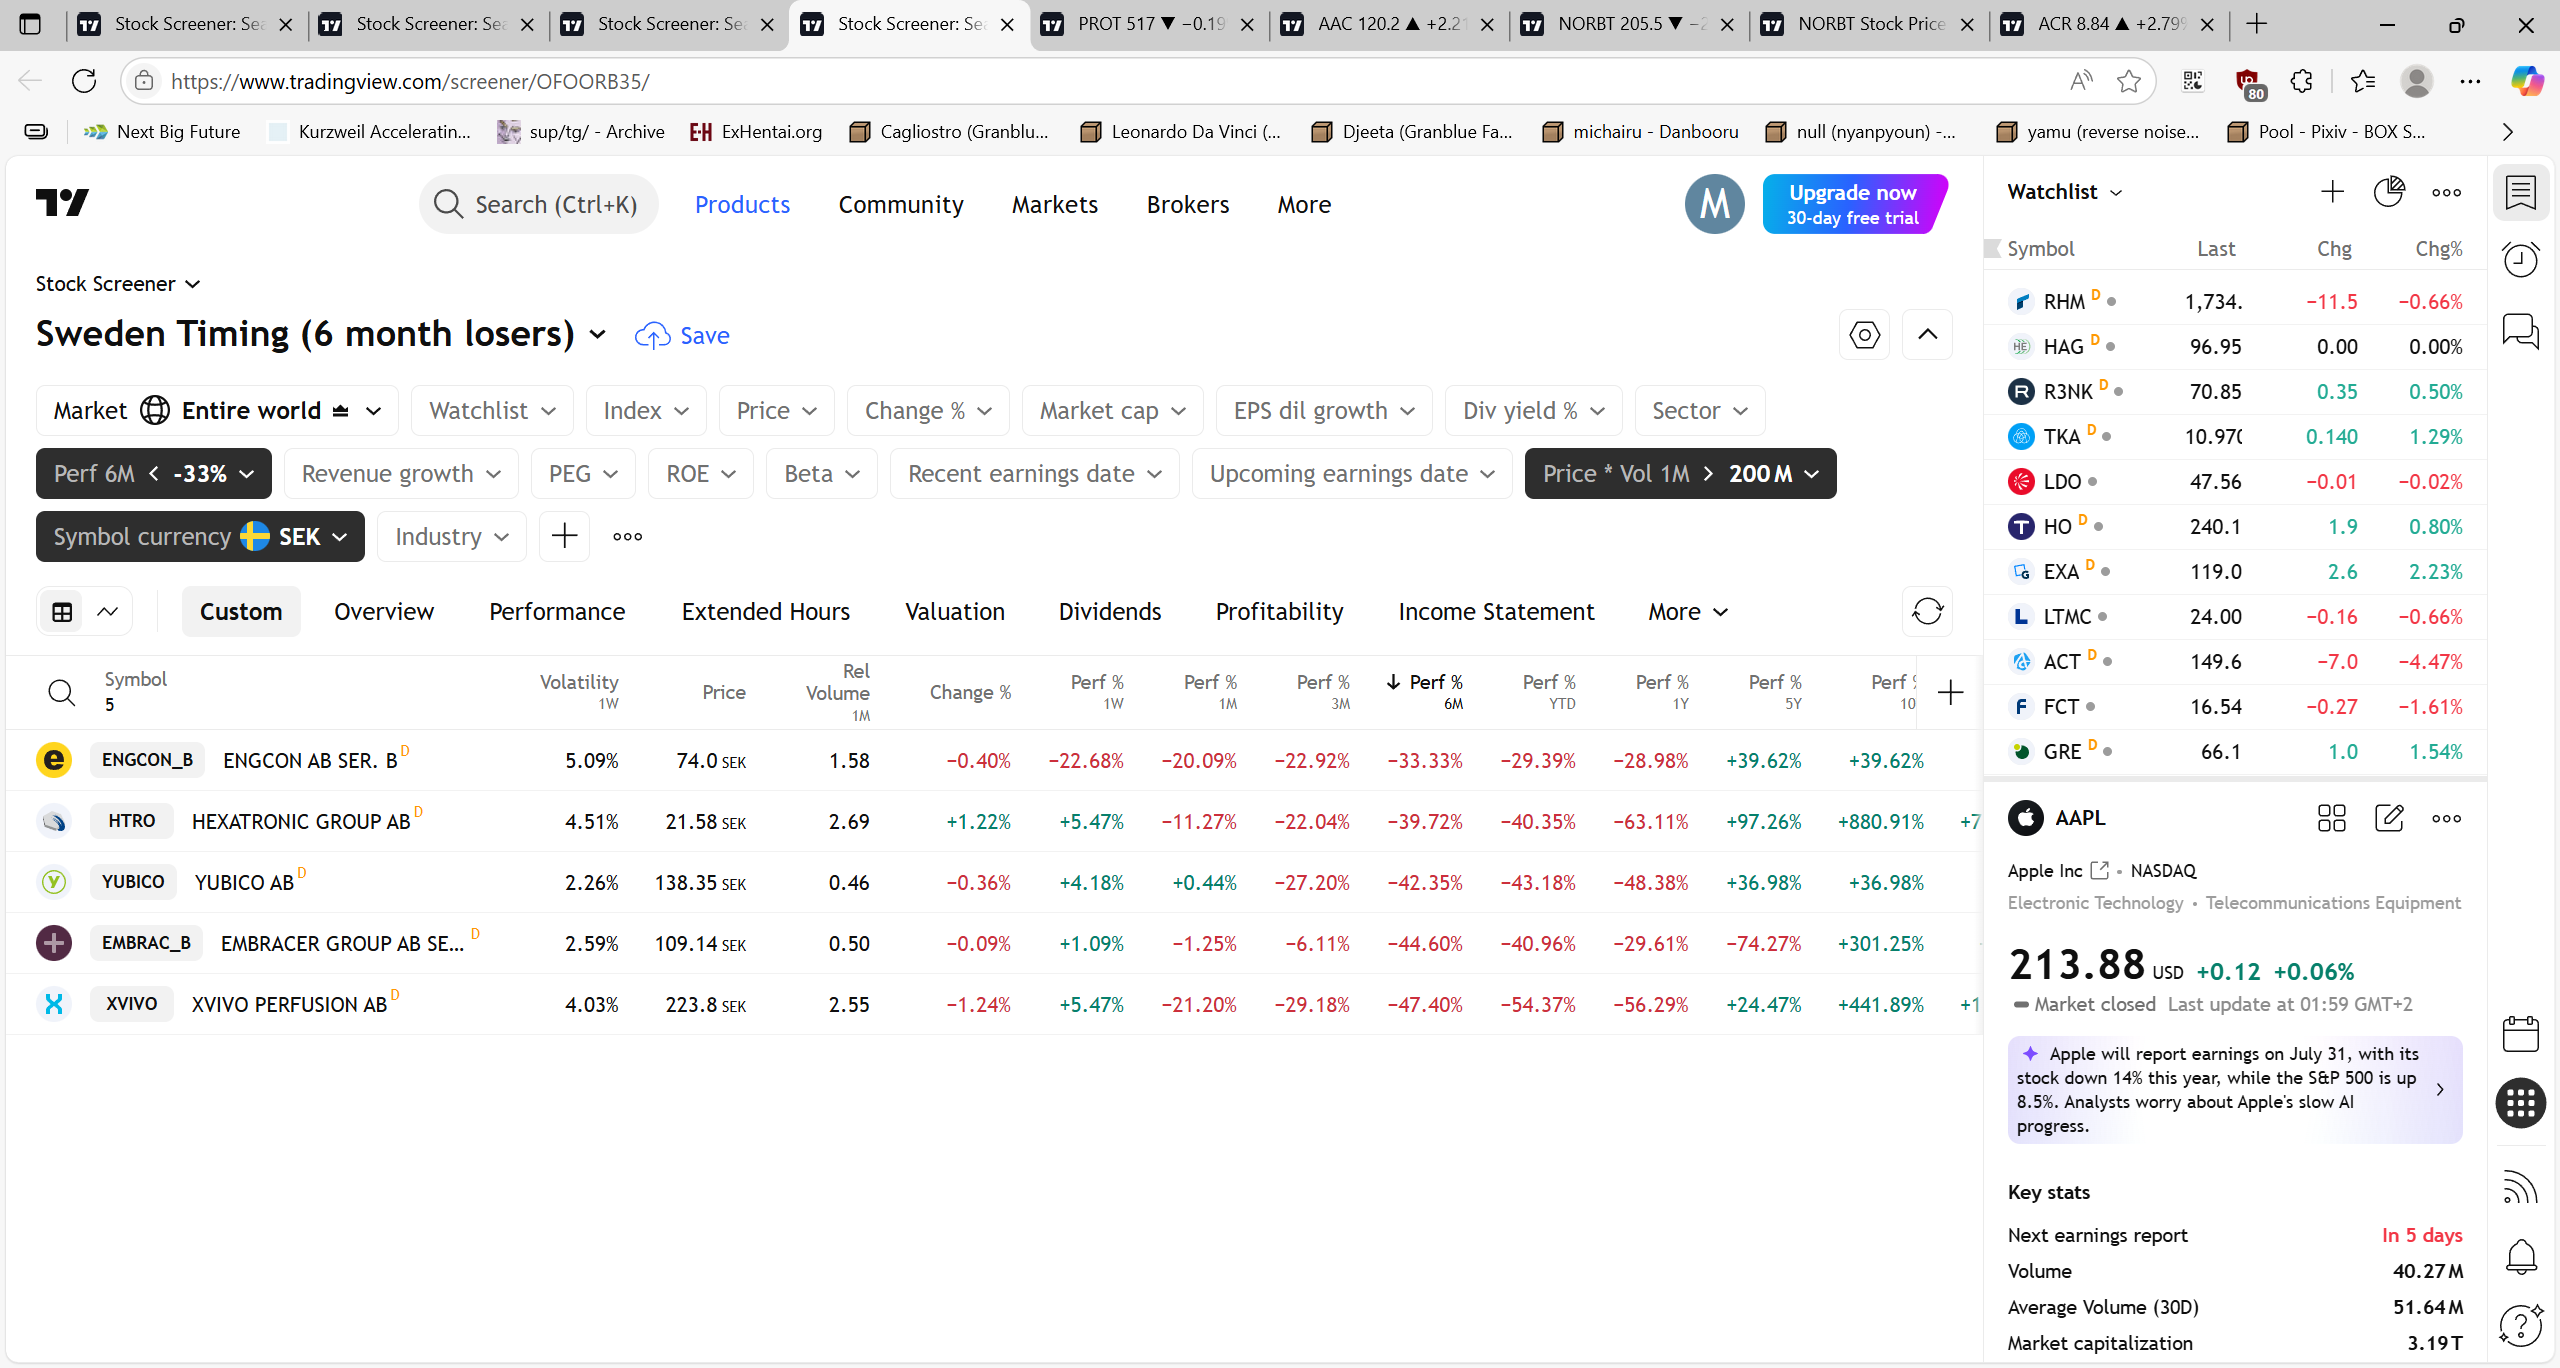 Stock Screener: Sea
Stock Screener: Sea
Stock Screener: Sea
Stock Screener: Sea
PROT 517 ▼ −0.19
AAC 120.2 ▲ +2.21
NORBT 205.5 ▼ −2
NORBT Stock Price
ACR 8.84 ▲ +2.79%
https://www.tradingview.com/screener/OFOORB35/
80
Next Big Future
Kurzweil Acceleratin...
sup/tg/ - Archive
ExHentai.org
Cagliostro (Granblu...
Leonardo Da Vinci (...
Djeeta (Granblue Fa...
michairu - Danbooru
null (nyanpyoun) -...
yamu (reverse noise...
Pool - Pixiv - BOX S...
Search (Ctrl+K)
Products
Community
Markets
Brokers
More
M
Upgrade now
30-day free trial
Stock Screener
Sweden Timing (6 month losers)
Save
Market Entire world
Watchlist
Index
Price
Change %
Market cap
EPS dil growth
Div yield %
Sector
Perf 6M < -33%
Revenue growth
PEG
ROE
Beta
Recent earnings date
Upcoming earnings date
Price * Vol 1M > 200 M
Symbol currency SEK
Industry
Custom
Overview
Performance
Extended Hours
Valuation
Dividends
Profitability
Income Statement
More
Symbol 5
Volatility 1W
Price
Rel Volume 1M
Change %
Perf % 1W
Perf % 1M
Perf % 3M
↓ Perf % 6M
Perf % YTD
Perf % 1Y
Perf % 5Y
Perf % 10
ENGCON_B ENGCON AB SER. B D 5.09% 74.0 SEK 1.58 −0.40% −22.68% −20.09% −22.92% −33.33% −29.39% −28.98% +39.62% +39.62%
HTRO HEXATRONIC GROUP AB D 4.51% 21.58 SEK 2.69 +1.22% +5.47% −11.27% −22.04% −39.72% −40.35% −63.11% +97.26% +880.91% +7
YUBICO YUBICO AB D 2.26% 138.35 SEK 0.46 −0.36% +4.18% +0.44% −27.20% −42.35% −43.18% −48.38% +36.98% +36.98%
EMBRAC_B EMBRACER GROUP AB SE... D 2.59% 109.14 SEK 0.50 −0.09% +1.09% −1.25% −6.11% −44.60% −40.96% −29.61% −74.27% +301.25%
XVIVO XVIVO PERFUSION AB D 4.03% 223.8 SEK 2.55 −1.24% +5.47% −21.20% −29.18% −47.40% −54.37% −56.29% +24.47% +441.89% +1
Watchlist
Symbol Last Chg Chg%
RHM D 1,734. −11.5 −0.66%
HAG D 96.95 0.00 0.00%
R3NK D 70.85 0.35 0.50%
TKA D 10.970 0.140 1.29%
LDO 47.56 −0.01 −0.02%
HO D 240.1 1.9 0.80%
EXA D 119.0 2.6 2.23%
LTMC 24.00 −0.16 −0.66%
ACT D 149.6 −7.0 −4.47%
FCT 16.54 −0.27 −1.61%
GRE D 66.1 1.0 1.54%
AAPL
Apple Inc • NASDAQ
Electronic Technology • Telecommunications Equipment
213.88 USD +0.12 +0.06%
Market closed Last update at 01:59 GMT+2
Apple will report earnings on July 31, with its
stock down 14% this year, while the S&P 500 is up
8.5%. Analysts worry about Apple's slow AI
progress.
Key stats
Next earnings report In 5 days
Volume 40.27 M
Average Volume (30D) 51.64 M
Market capitalization 3.19 T